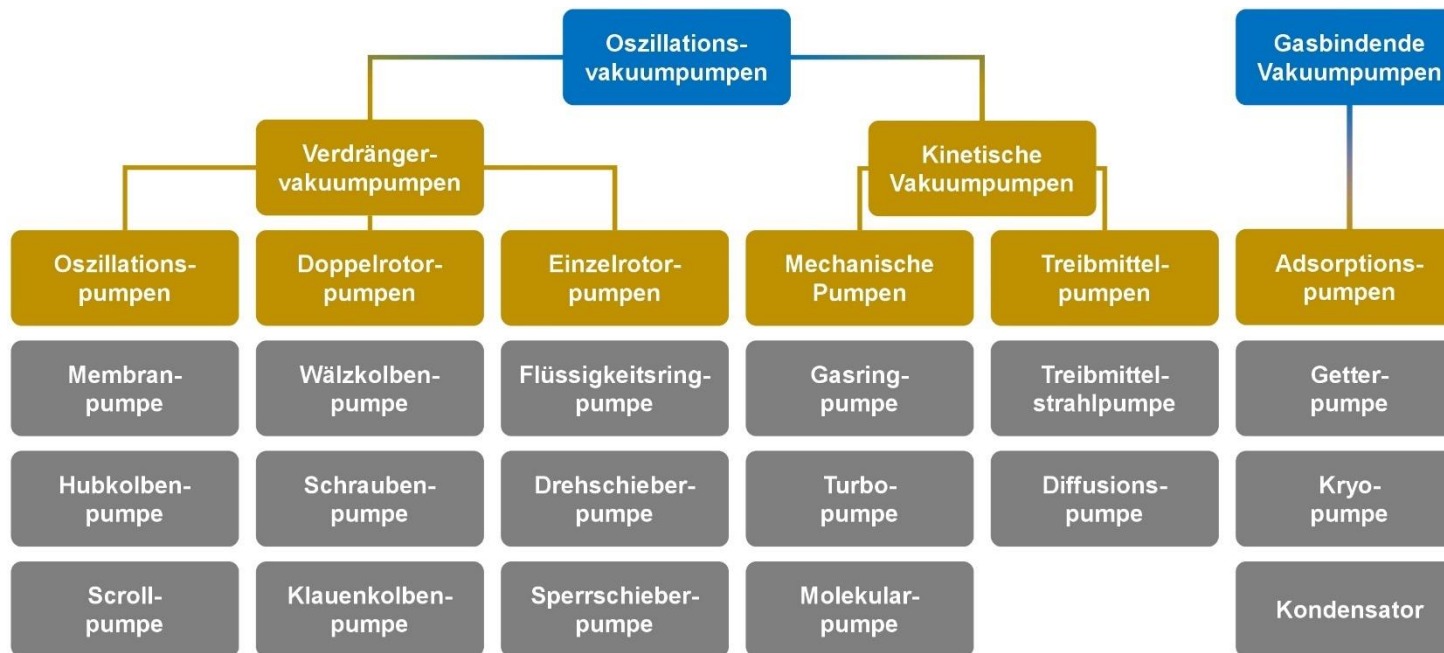 Oszillations-
vakuumpumpen
Gasbindende
Vakuumpumpen
Verdränger-
vakuumpumpen
Kinetische
Vakuumpumpen
Oszillations-
pumpen
Doppelrotor-
pumpen
Einzelrotor-
pumpen
Mechanische
Pumpen
Treibmittel-
pumpen
Adsorptions-
pumpen
Membran-
pumpe
Wälzkolben-
pumpe
Flüssigkeitsring-
pumpe
Gasring-
pumpe
Treibmittel-
strahlpumpe
Getter-
pumpe
Hubkolben-
pumpe
Schrauben-
pumpe
Drehschieber-
pumpe
Turbo-
pumpe
Diffusions-
pumpe
Kryo-
pumpe
Scroll-
pumpe
Klauenkolben-
pumpe
Sperrschieber-
pumpe
Molekular-
pumpe
Kondensator